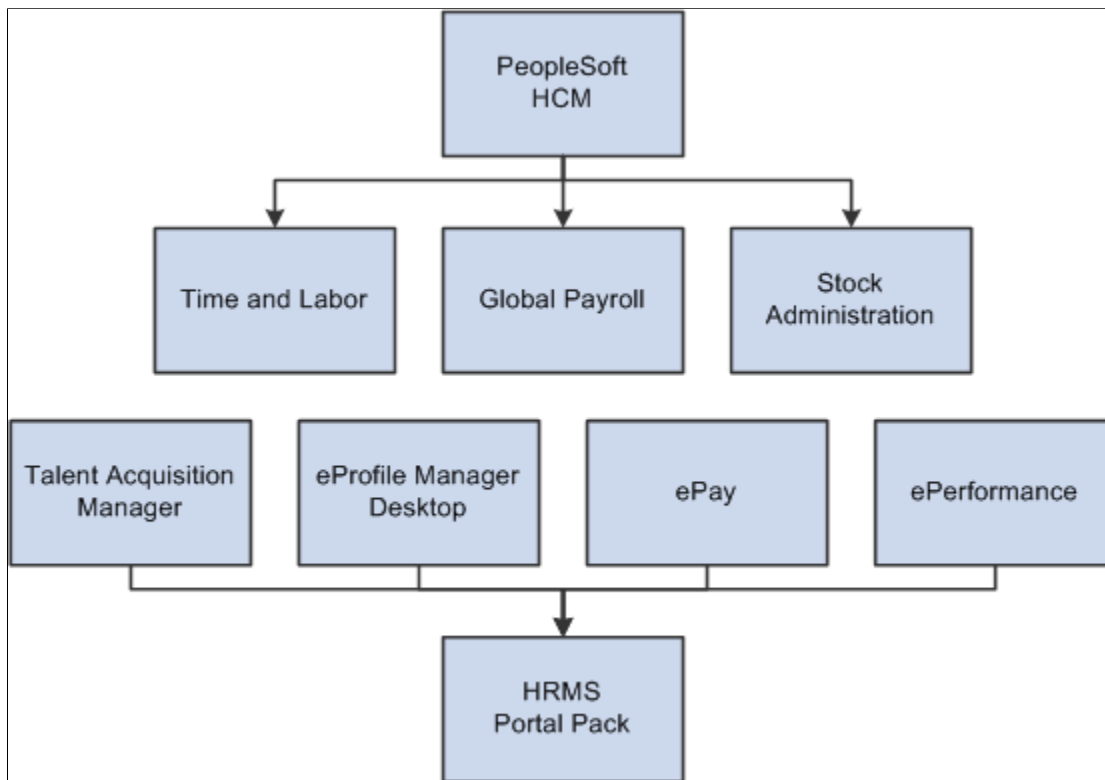 PeopleSoft
HCM
Time and Labor
Global Payroll
Stock
Administration
Talent Acquisition
Manager
eProfile Manager
Desktop
ePay
ePerformance
HRMS
Portal Pack